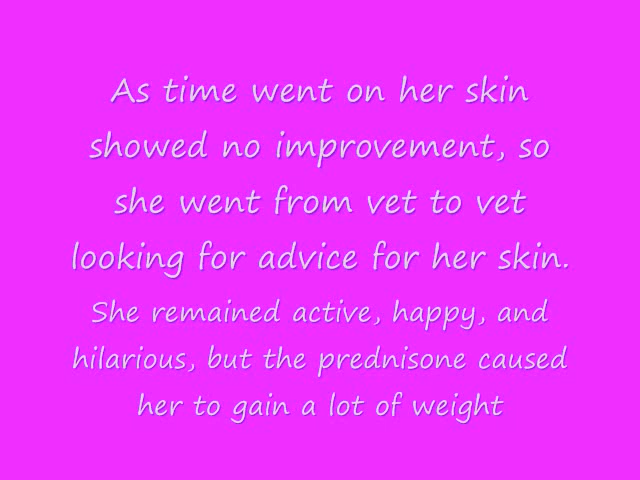 As time went on her skin
showed no improvement, so
she went from vet to vet
looking for advice for her skin.
She remained active, happy, and
hilarious, but the prednisone caused
her to gain a lot of weight